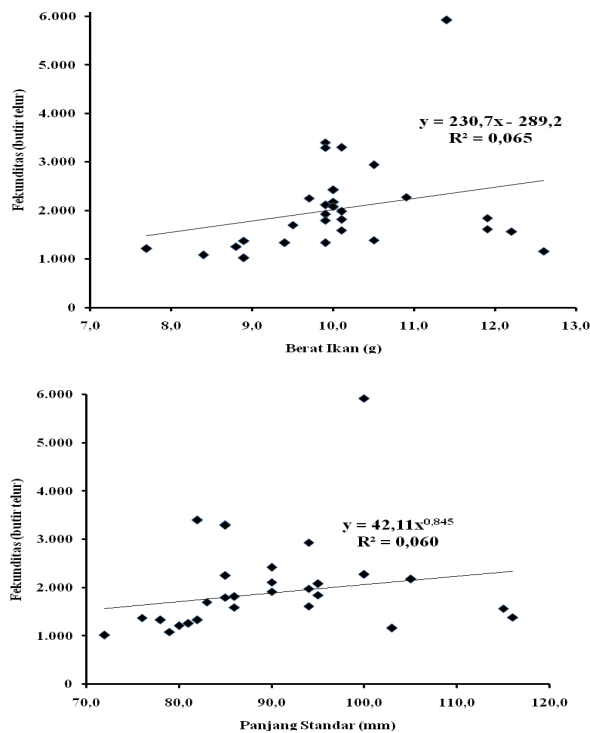 6.000
5.000
4.000
3.000
2.000
1.000
0
Fekunditas (butir telur)
y = 230,7x - 289,2
R² = 0,065
7,0 8,0 9,0 10,0 11,0 12,0 13,0
Berat Ikan (g)
6.000
5.000
4.000
3.000
2.000
1.000
0
Fekunditas (butir telur)
y = 42,11x^0,845
R² = 0,060
70,0 80,0 90,0 100,0 110,0 120,0
Panjang Standar (mm)